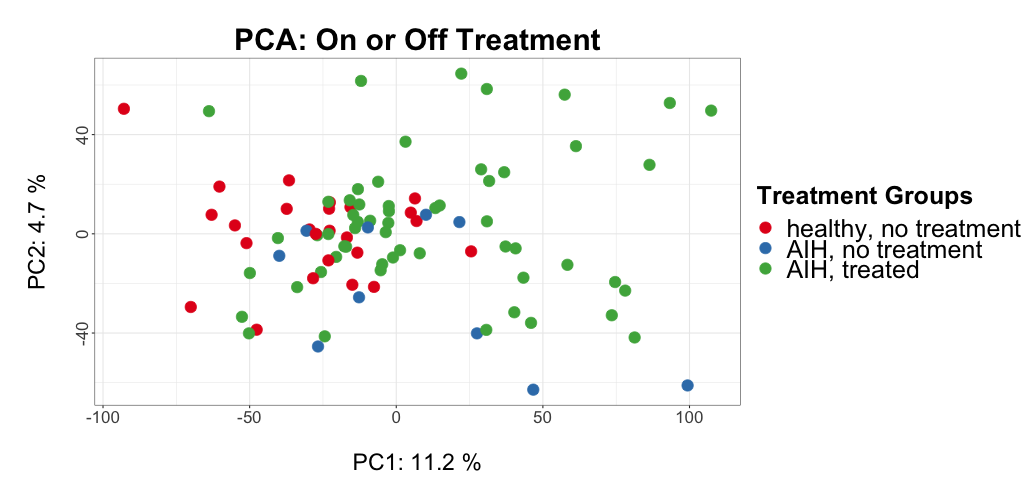 PCA: On or Off Treatment
PC2: 4.7 %
40
0
-40
-100
-50
0
50
100
PC1: 11.2 %
Treatment Groups
healthy, no treatment
AIH, no treatment
AIH, treated